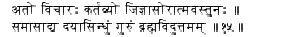 अतो विचारः कर्तव्यो जिज्ञासोरात्मवस्तुनः ॥
समासाद्य दयासिन्धुं गुरुं ब्रह्मविदुत्तमम् ॥१५॥